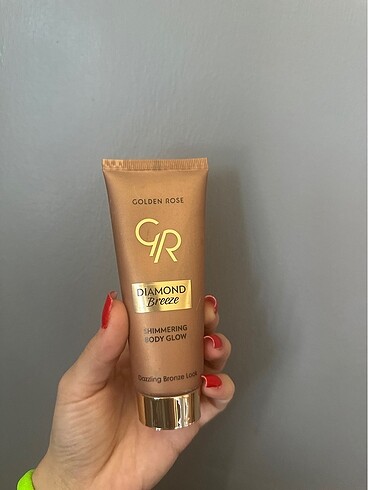 GOLDEN ROSE
GR
DIAMOND
Breeze
SHIMMERING
BODY GLOW
Dazzling Bronze Look